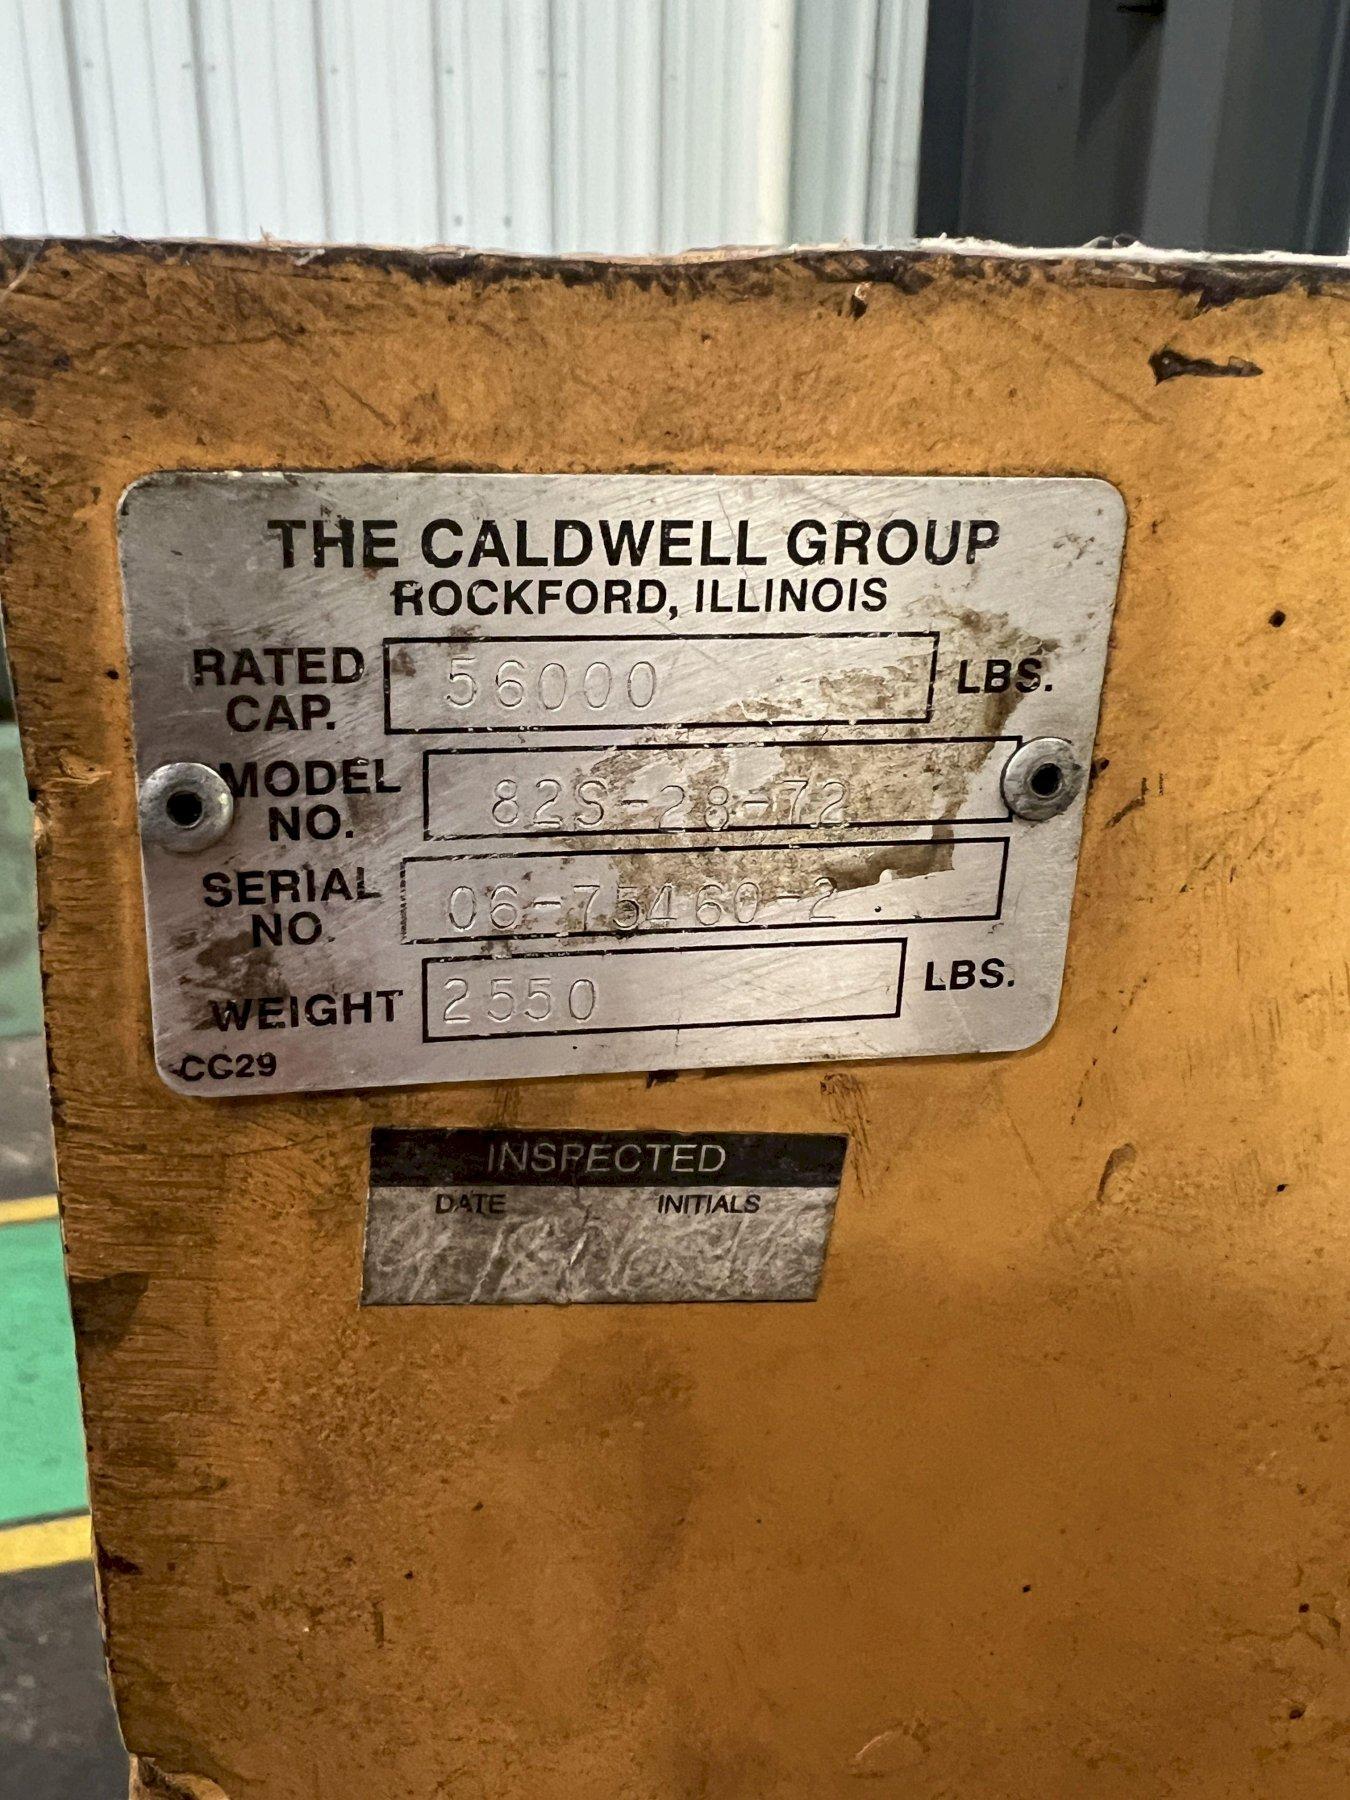 THE CALDWELL GROUP
ROCKFORD, ILLINOIS
RATED CAP. 56000 LBS.
MODEL NO. 82S-28-72
SERIAL NO. 06-75460-2
WEIGHT 2550 LBS.
CG29
INSPECTED
DATE INITIALS